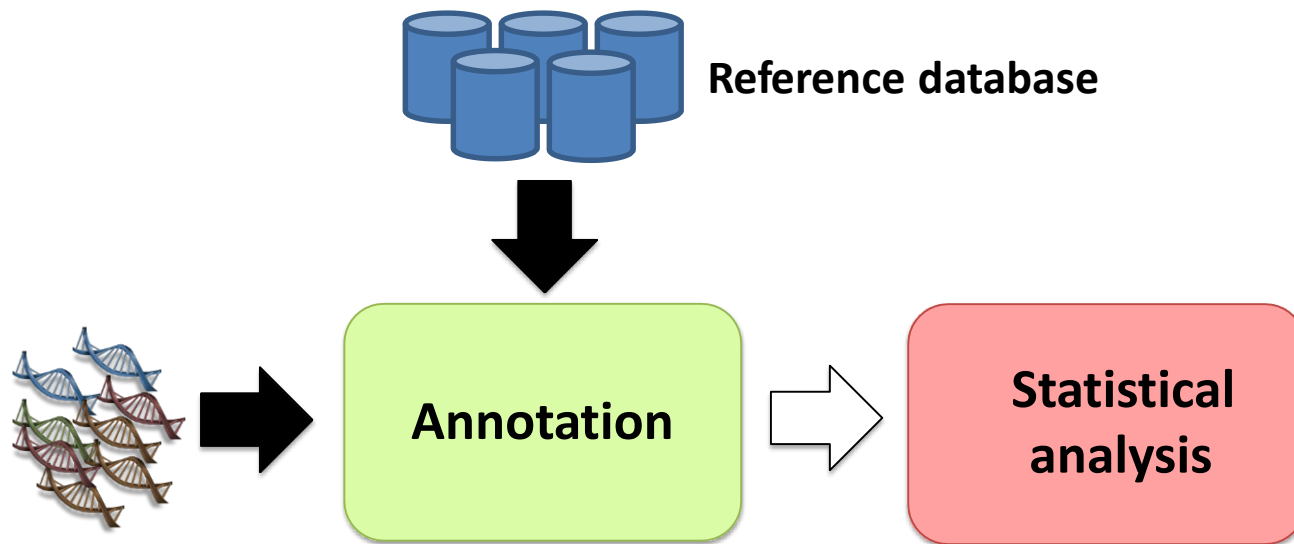 Reference database
Annotation
Statistical
analysis